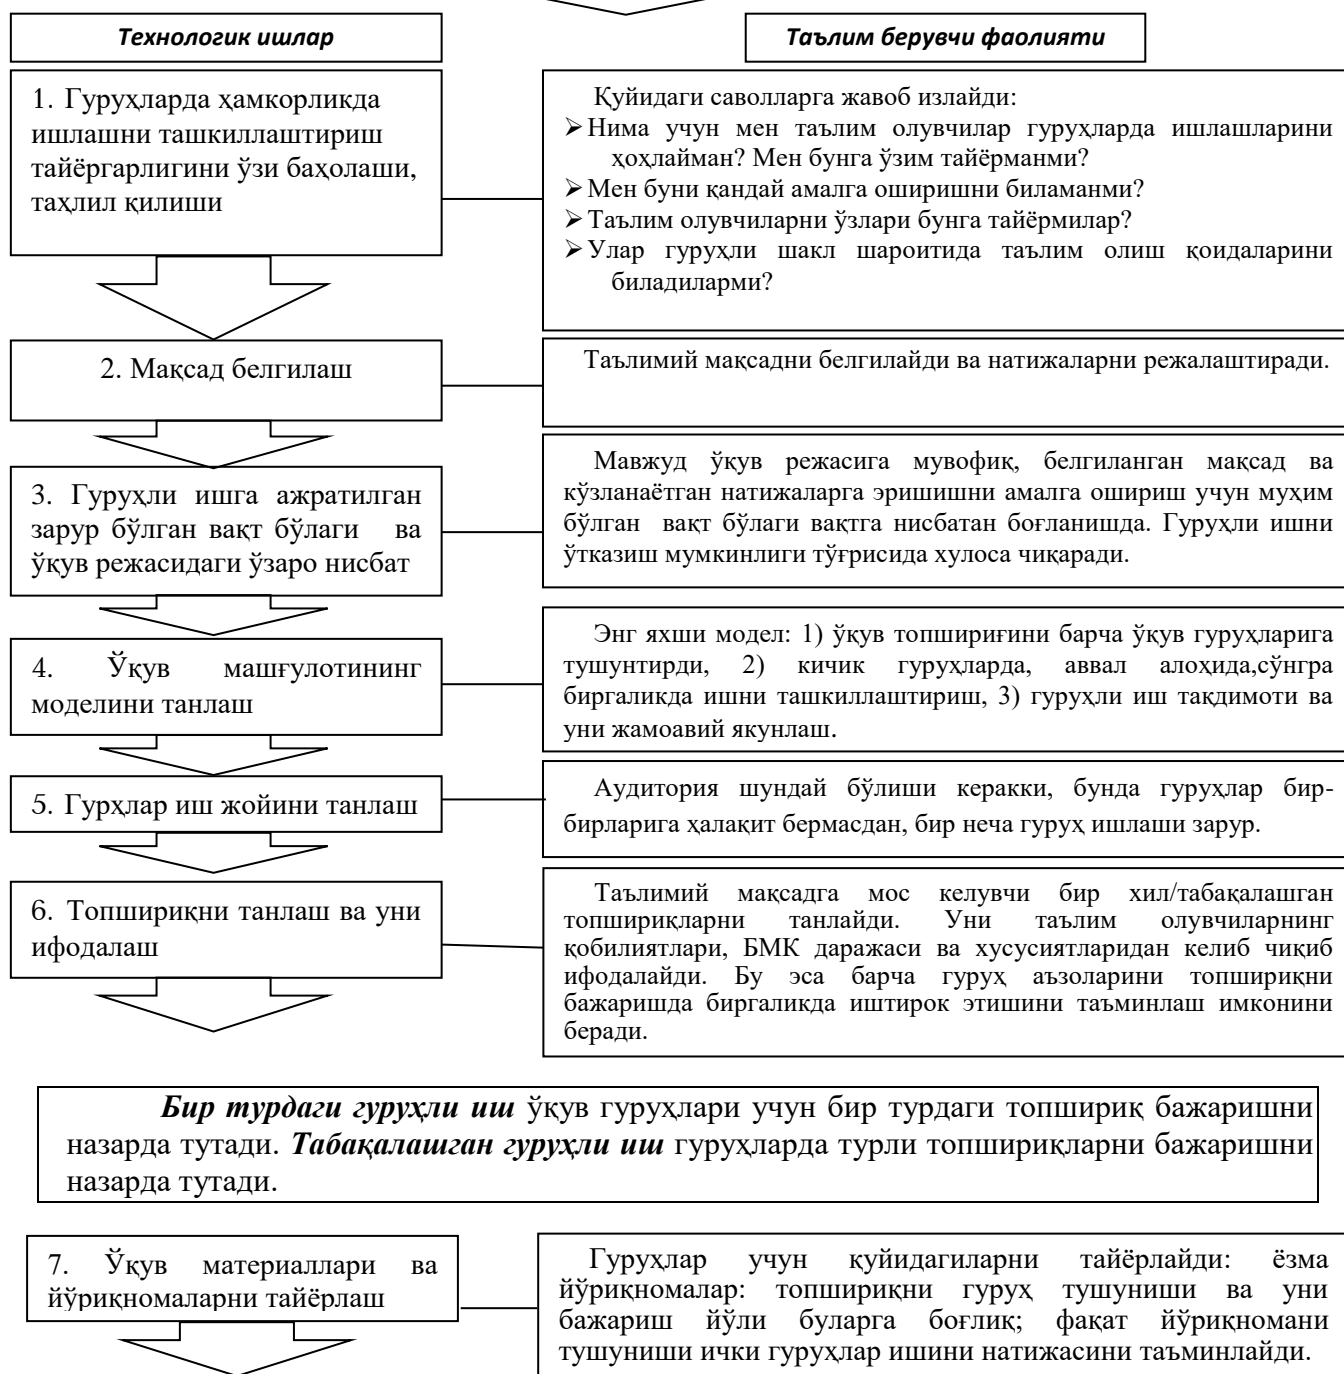 Технологик ишлар
Таълим берувчи фаолияти
1. Гуруҳларда ҳамкорликда
ишлашни ташкиллаштириш
тайёргарлигини ўзи баҳолаши,
таҳлил қилиши
Қуйидаги саволларга жавоб излайди:
➢ Нима учун мен таълим олувчилар гуруҳларда ишлашларини
ҳоҳлайман? Мен бунга ўзим тайёрманми?
➢ Мен буни қандай амалга оширишни биламанми?
➢ Таълим олувчиларни ўзлари бунга тайёрмилар?
➢ Улар гуруҳли шакл шароитида таълим олиш қоидаларини
биладиларми?
2. Мақсад белгилаш
Таълимий мақсадни белгилайди ва натижаларни режалаштиради.
3. Гуруҳли ишга ажратилган
зарур бўлган вақт бўлаги ва
ўқув режасидаги ўзаро нисбат
Мавжуд ўқув режасига мувофиқ, белгиланган мақсад ва
кўзланаётган натижаларга эришишни амалга ошириш учун муҳим
бўлган вақт бўлаги вақтга нисбатан боғланишда. Гуруҳли ишни
ўтказиш мумкинлиги тўғрисида хулоса чиқаради.
4. Ўқув машғулотининг
моделини танлаш
Энг яхши модел: 1) ўқув топшириғини барча ўқув гуруҳларига
тушунтирди, 2) кичик гуруҳларда, аввал алоҳида,сўнгра
биргаликда ишни ташкиллаштириш, 3) гуруҳли иш тақдимоти ва
уни жамоавий якунлаш.
5. Гурҳлар иш жойини танлаш
Аудитория шундай бўлиши керакки, бунда гуруҳлар бир-
бирларига ҳалақит бермасдан, бир неча гуруҳ ишлаши зарур.
6. Топшириқни танлаш ва уни
ифодалаш
Таълимий мақсадга мос келувчи бир хил/табақалашган
топшириқларни танлайди. Уни таълим олувчиларнинг
қобилиятлари, БМК даражаси ва хусусиятларидан келиб чиқиб
ифодалайди. Бу эса барча гуруҳ аъзоларини топшириқни
бажаришда биргаликда иштирок этишини таъминлаш имконини
беради.
Бир турдаги гуруҳли иш ўқув гуруҳлари учун бир турдаги топшириқ бажаришни
назарда тутади. Табақалашган гуруҳли иш гуруҳларда турли топшириқларни бажаришни
назарда тутади.
7. Ўқув материаллари ва
йўриқномаларни тайёрлаш
Гуруҳлар учун қуйидагиларни тайёрлайди: ёзма
йўриқномалар: топшириқни гуруҳ тушуниши ва уни
бажариш йўли буларга боғлиқ; фақат йўриқномани
тушуниши ички гуруҳлар ишини натижасини таъминлайди.